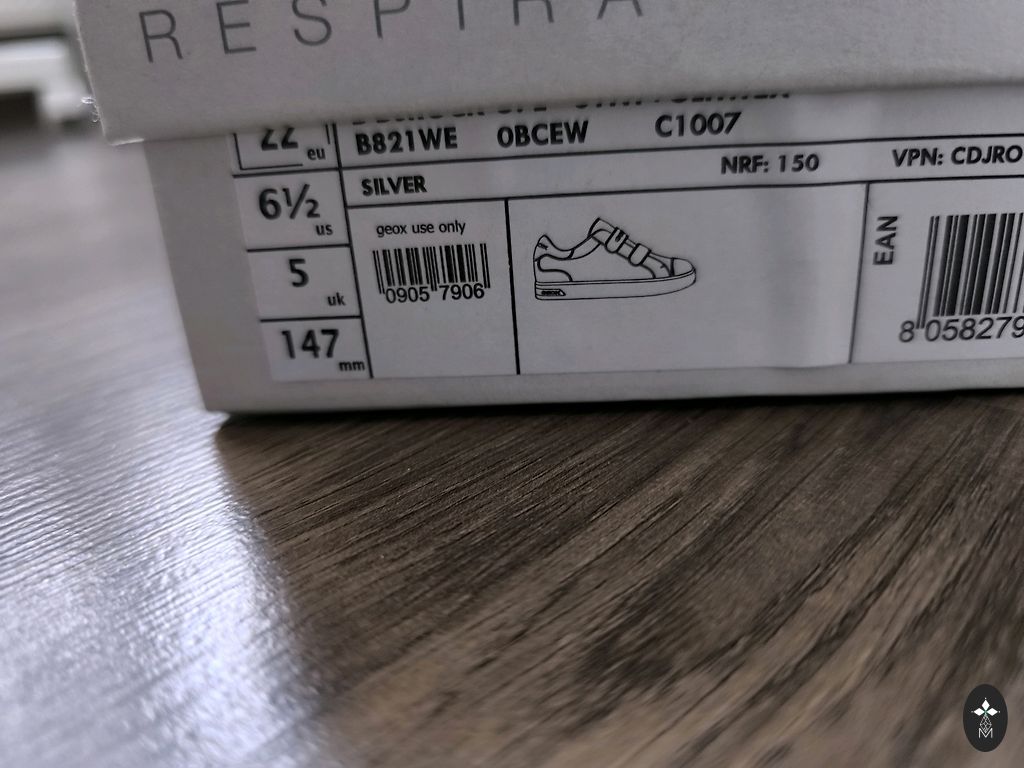 RESPIRA
22 eu
B821WE 0BCEW C1007
SILVER NRF: 150 VPN: CDJRO
6½ us
geox use only
0905 7906
5 uk
147 mm
EAN
8 058279
M